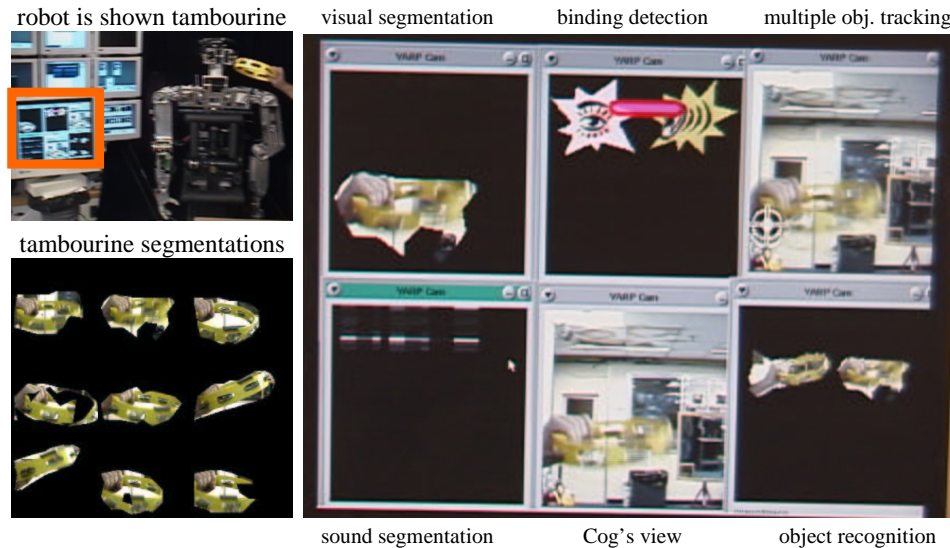 robot is shown tambourine
visual segmentation
binding detection
multiple obj. tracking
YARP Cam
YARP Cam
YARP Cam
tambourine segmentations
YARP Cam
YARP Cam
YARP Cam
sound segmentation
Cog's view
object recognition